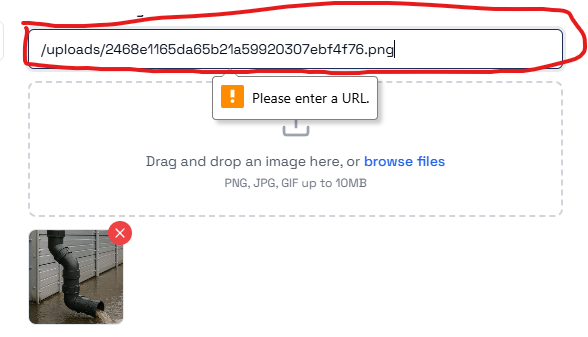 /uploads/2468e1165da65b21a59920307ebf4f76.png
Please enter a URL.
Drag and drop an image here, or browse files
PNG, JPG, GIF up to 10MB